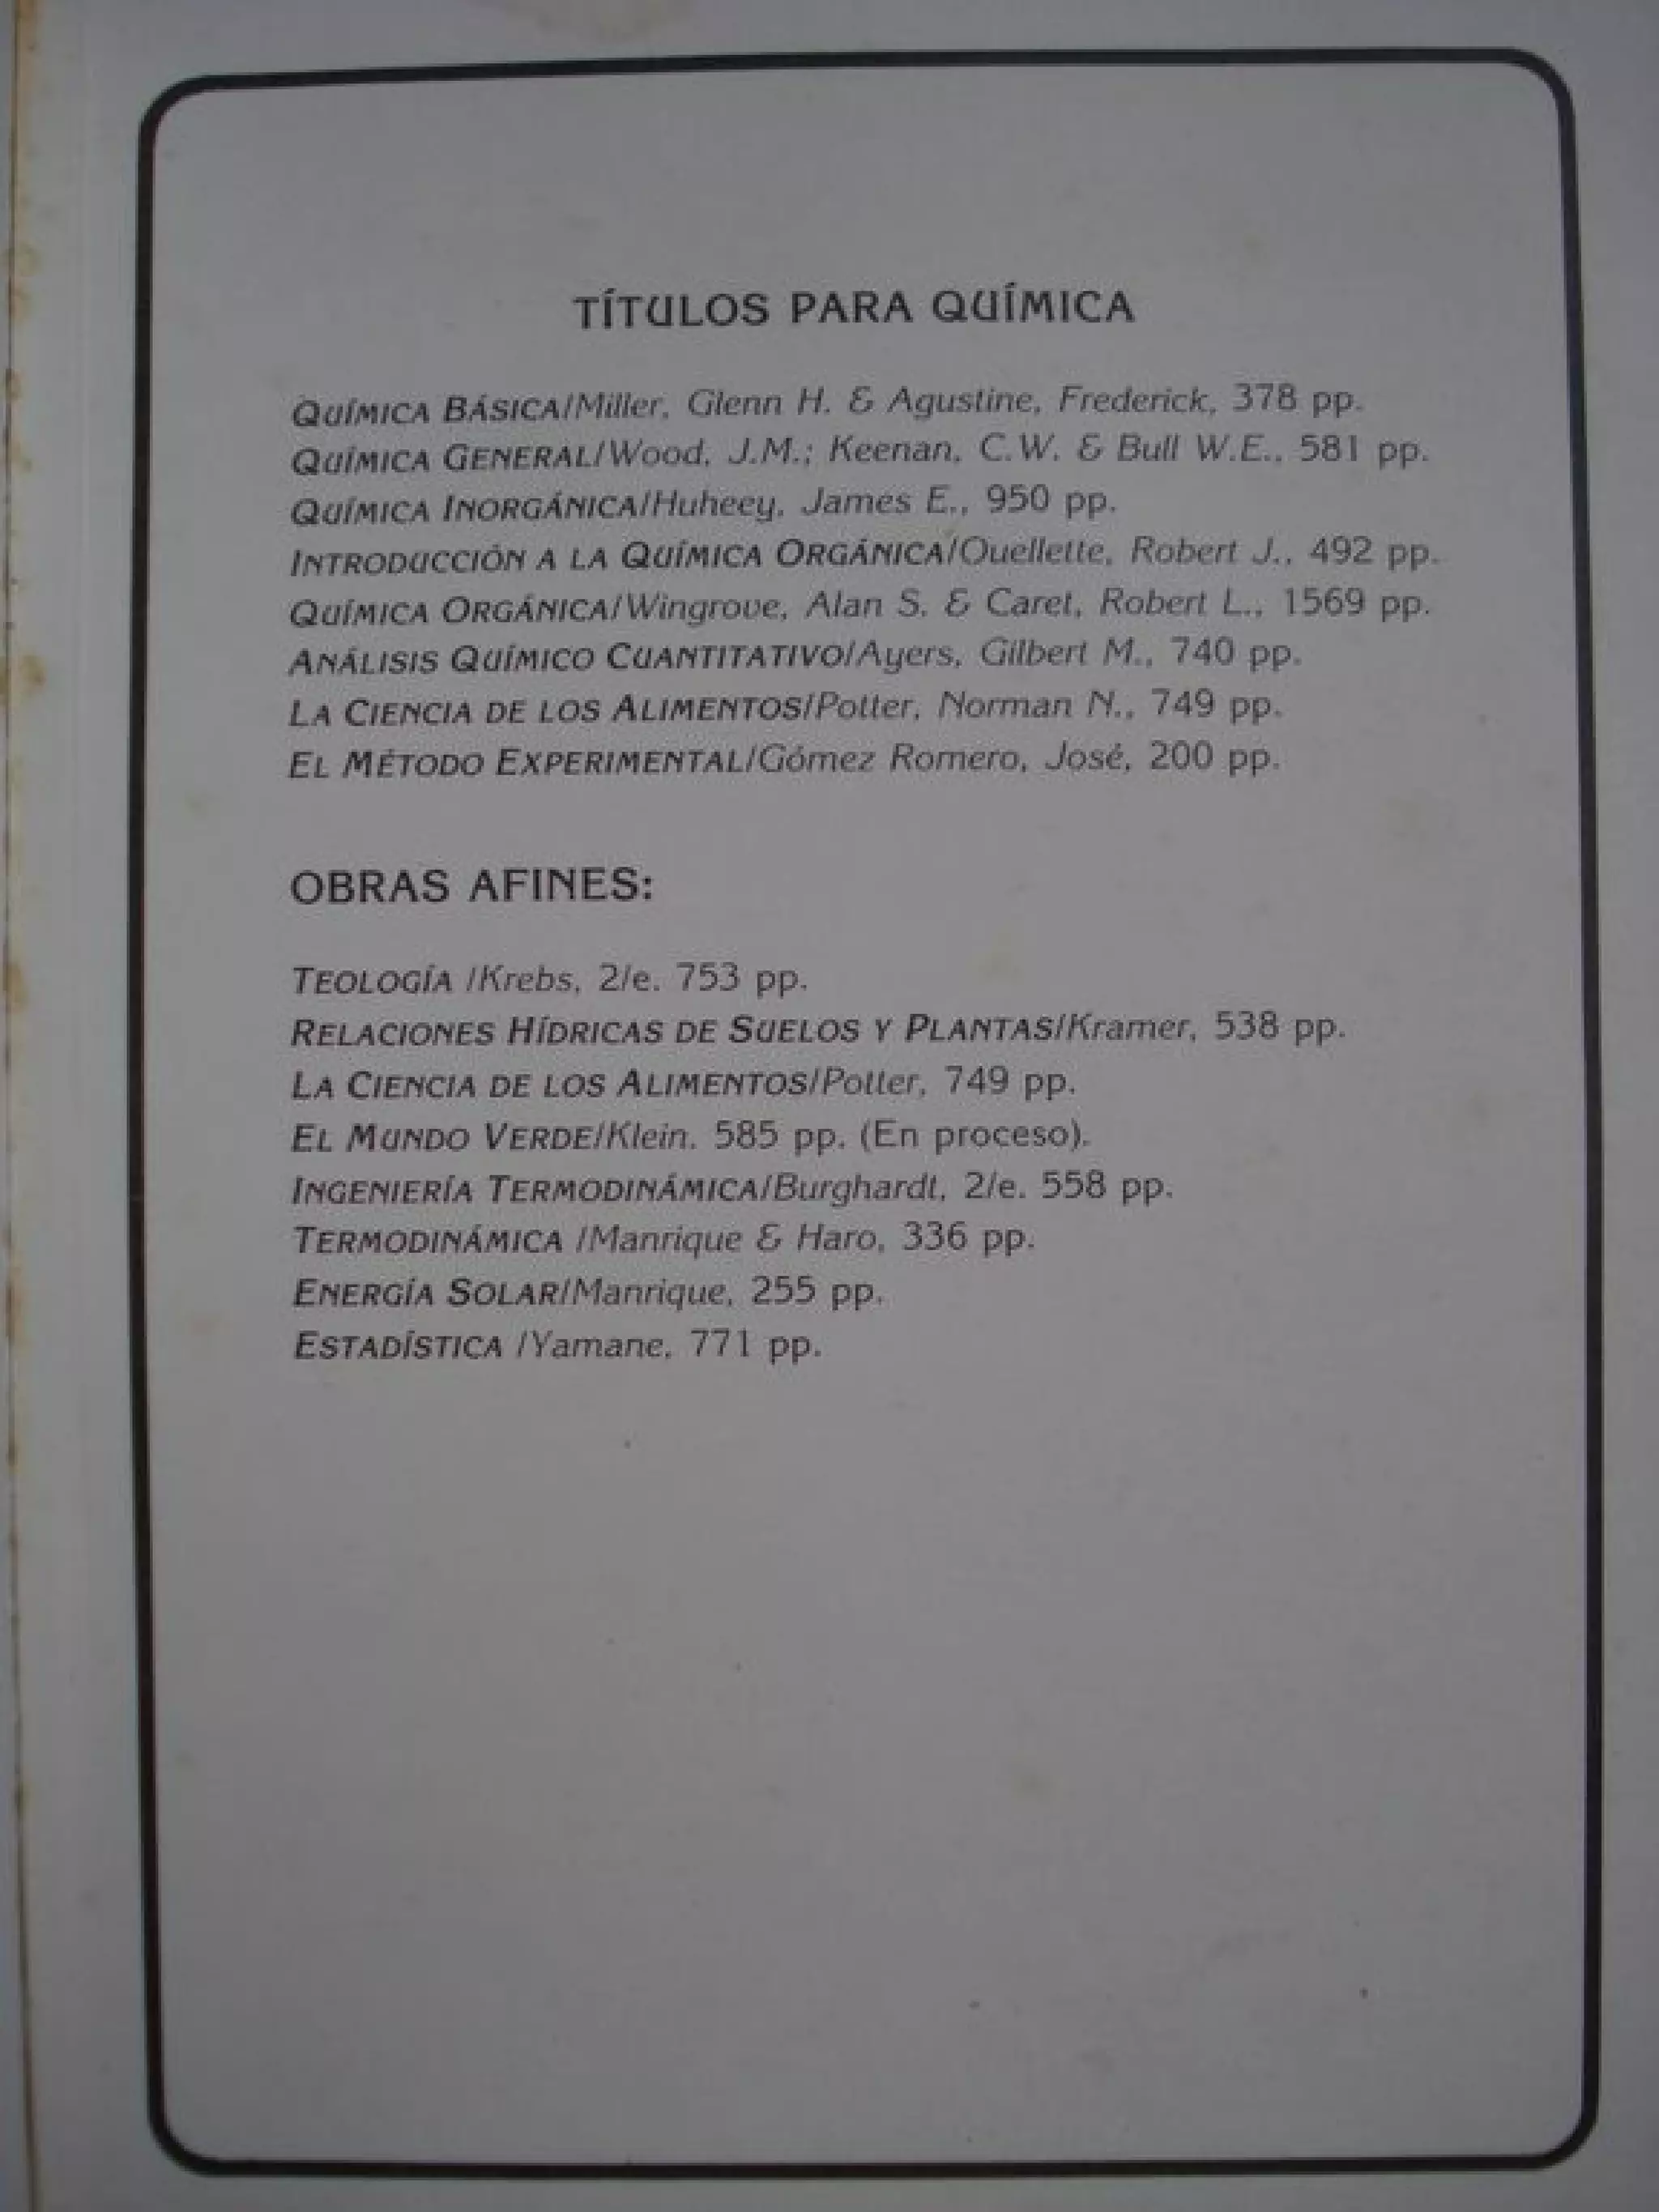 TÍTULOS PARA QUÍMICA
QUÍMICA BÁSICA/Miller, Glenn H. & Agustine, Frederick, 378 pp.
QUÍMICA GENERAL/Wood, J.M.; Keenan, C.W. & Bull W.E., 581 pp.
QUÍMICA INORGÁNICA/Huheey, James E., 950 pp.
INTRODUCCIÓN A LA QUÍMICA ORGÁNICA/Ouellette, Robert J., 492 pp.
QUÍMICA ORGÁNICA/Wingrove, Alan S. & Caret, Robert L., 1569 pp.
ANÁLISIS QUÍMICO CUANTITATIVO/Ayers, Gilbert M., 740 pp.
LA CIENCIA DE LOS ALIMENTOS/Potter, Norman N., 749 pp.
EL MÉTODO EXPERIMENTAL/Gómez Romero, José, 200 pp.
OBRAS AFINES:
TEOLOGÍA /Krebs, 2/e. 753 pp.
RELACIONES HÍDRICAS DE SUELOS Y PLANTAS/Kramer, 538 pp.
LA CIENCIA DE LOS ALIMENTOS/Potter, 749 pp.
EL MUNDO VERDE/Klein. 585 pp. (En proceso).
INGENIERÍA TERMODINÁMICA/Burghardt, 2/e. 558 pp.
TERMODINÁMICA /Manrique & Haro, 336 pp.
ENERGÍA SOLAR/Manrique, 255 pp.
ESTADÍSTICA /Yamane, 771 pp.